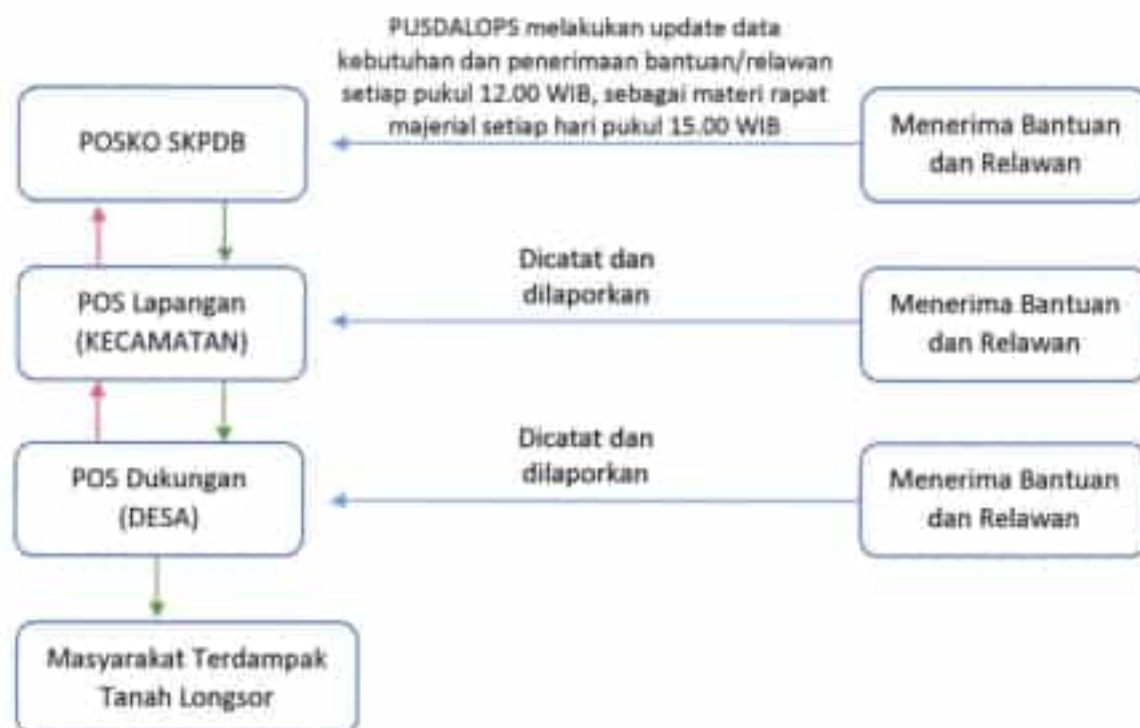 PUSDALOPS melakukan update data
kebutuhan dan penerimaan bantuan/relawan
setiap pukul 12.00 WIB, sebagai materi rapat
majerial setiap hari pukul 15.00 WIB
POSKO SKPDB
Menerima Bantuan
dan Relawan
Dicatat dan
dilaporkan
POS Lapangan
(KECAMATAN)
Menerima Bantuan
dan Relawan
Dicatat dan
dilaporkan
POS Dukungan
(DESA)
Menerima Bantuan
dan Relawan
Masyarakat Terdampak
Tanah Longsor